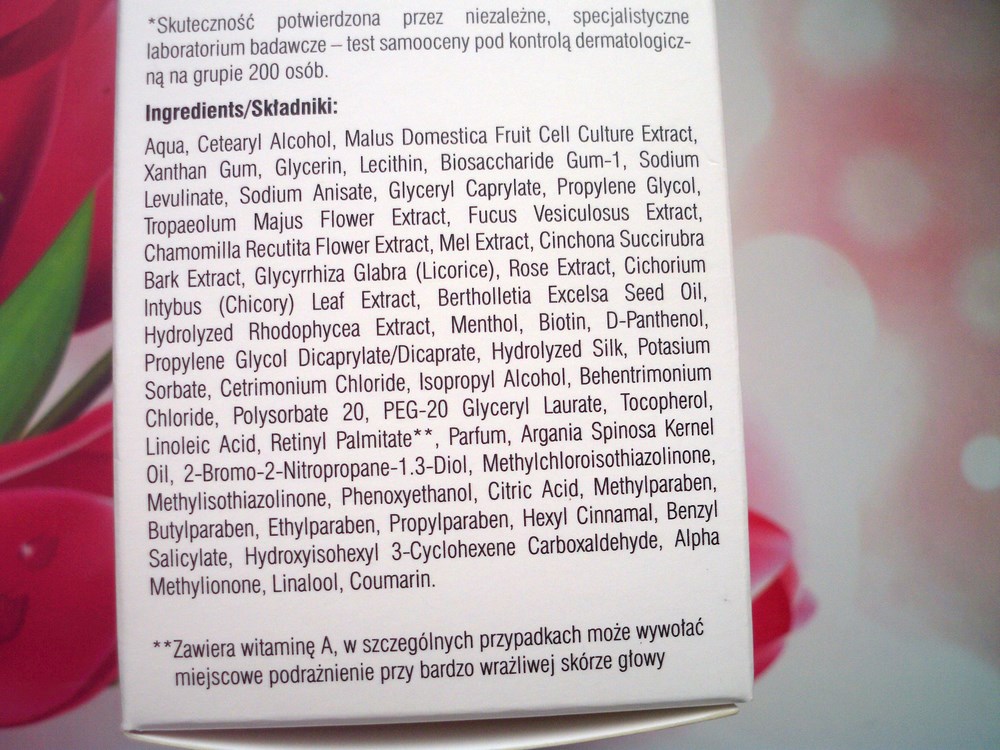 *Skuteczność potwierdzona przez niezależne, specjalistyczne
laboratorium badawcze – test samooceny pod kontrolą dermatologicz-
ną na grupie 200 osób.
Ingredients/Składniki:
Aqua, Cetearyl Alcohol, Malus Domestica Fruit Cell Culture Extract,
Xanthan Gum, Glycerin, Lecithin, Biosaccharide Gum-1, Sodium
Levulinate, Sodium Anisate, Glyceryl Caprylate, Propylene Glycol,
Tropaeolum Majus Flower Extract, Fucus Vesiculosus Extract,
Chamomilla Recutita Flower Extract, Mel Extract, Cinchona Succirubra
Bark Extract, Glycyrrhiza Glabra (Licorice), Rose Extract, Cichorium
Intybus (Chicory) Leaf Extract, Bertholletia Excelsa Seed Oil,
Hydrolyzed Rhodophycea Extract, Menthol, Biotin, D-Panthenol,
Propylene Glycol Dicaprylate/Dicaprate, Hydrolyzed Silk, Potasium
Sorbate, Cetrimonium Chloride, Isopropyl Alcohol, Behentrimonium
Chloride, Polysorbate 20, PEG-20 Glyceryl Laurate, Tocopherol,
Linoleic Acid, Retinyl Palmitate**, Parfum, Argania Spinosa Kernel
Oil, 2-Bromo-2-Nitropropane-1.3-Diol, Methylchloroisothiazolinone,
Methylisothiazolinone, Phenoxyethanol, Citric Acid, Methylparaben,
Butylparaben, Ethylparaben, Propylparaben, Hexyl Cinnamal, Benzyl
Salicylate, Hydroxyisohexyl 3-Cyclohexene Carboxaldehyde, Alpha
Methylionone, Linalool, Coumarin.
**Zawiera witaminę A, w szczególnych przypadkach może wywołać
miejscowe podrażnienie przy bardzo wrażliwej skórze głowy